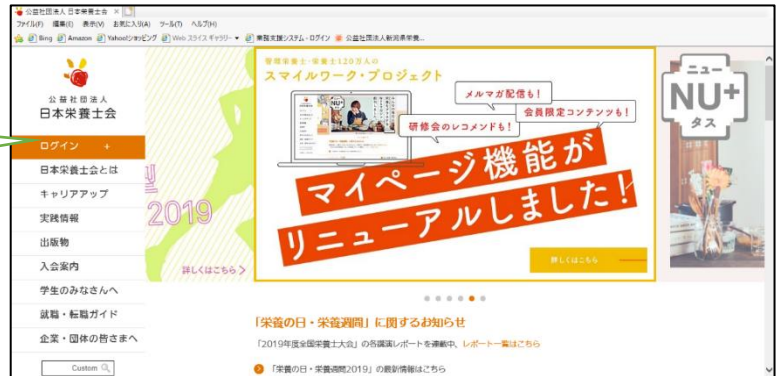 公益社団法人 日本栄養士会
ファイル(F) 編集(E) 表示(V) お気に入り(A) ツール(T) ヘルプ(H)
Bing Amazon Yahoo!ショッピング Web スライス ギャラリー 業務支援システム - ログイン 公益社団法人新潟県栄養...
公益社団法人
日本栄養士会
ログイン +
日本栄養士会とは
キャリアアップ
実践情報
出版物
入会案内
学生のみなさんへ
就職・転職ガイド
企業・団体の皆さまへ
Custom
2019
詳しくはこちら >
管理栄養士・栄養士120万人の
スマイルワーク・プロジェクト
NU+
メルマガ配信も!
会員限定コンテンツも!
研修会のレコメンドも!
マイページ機能が
リニューアルしました!
詳しくはこちら
ニュー
NU+
タス
「栄養の日・栄養週間」に関するお知らせ
「2019年度全国栄養士大会」の各講演レポートを連載中、レポート一覧はこちら
「栄養の日・栄養週間2019」の最新情報はこちら